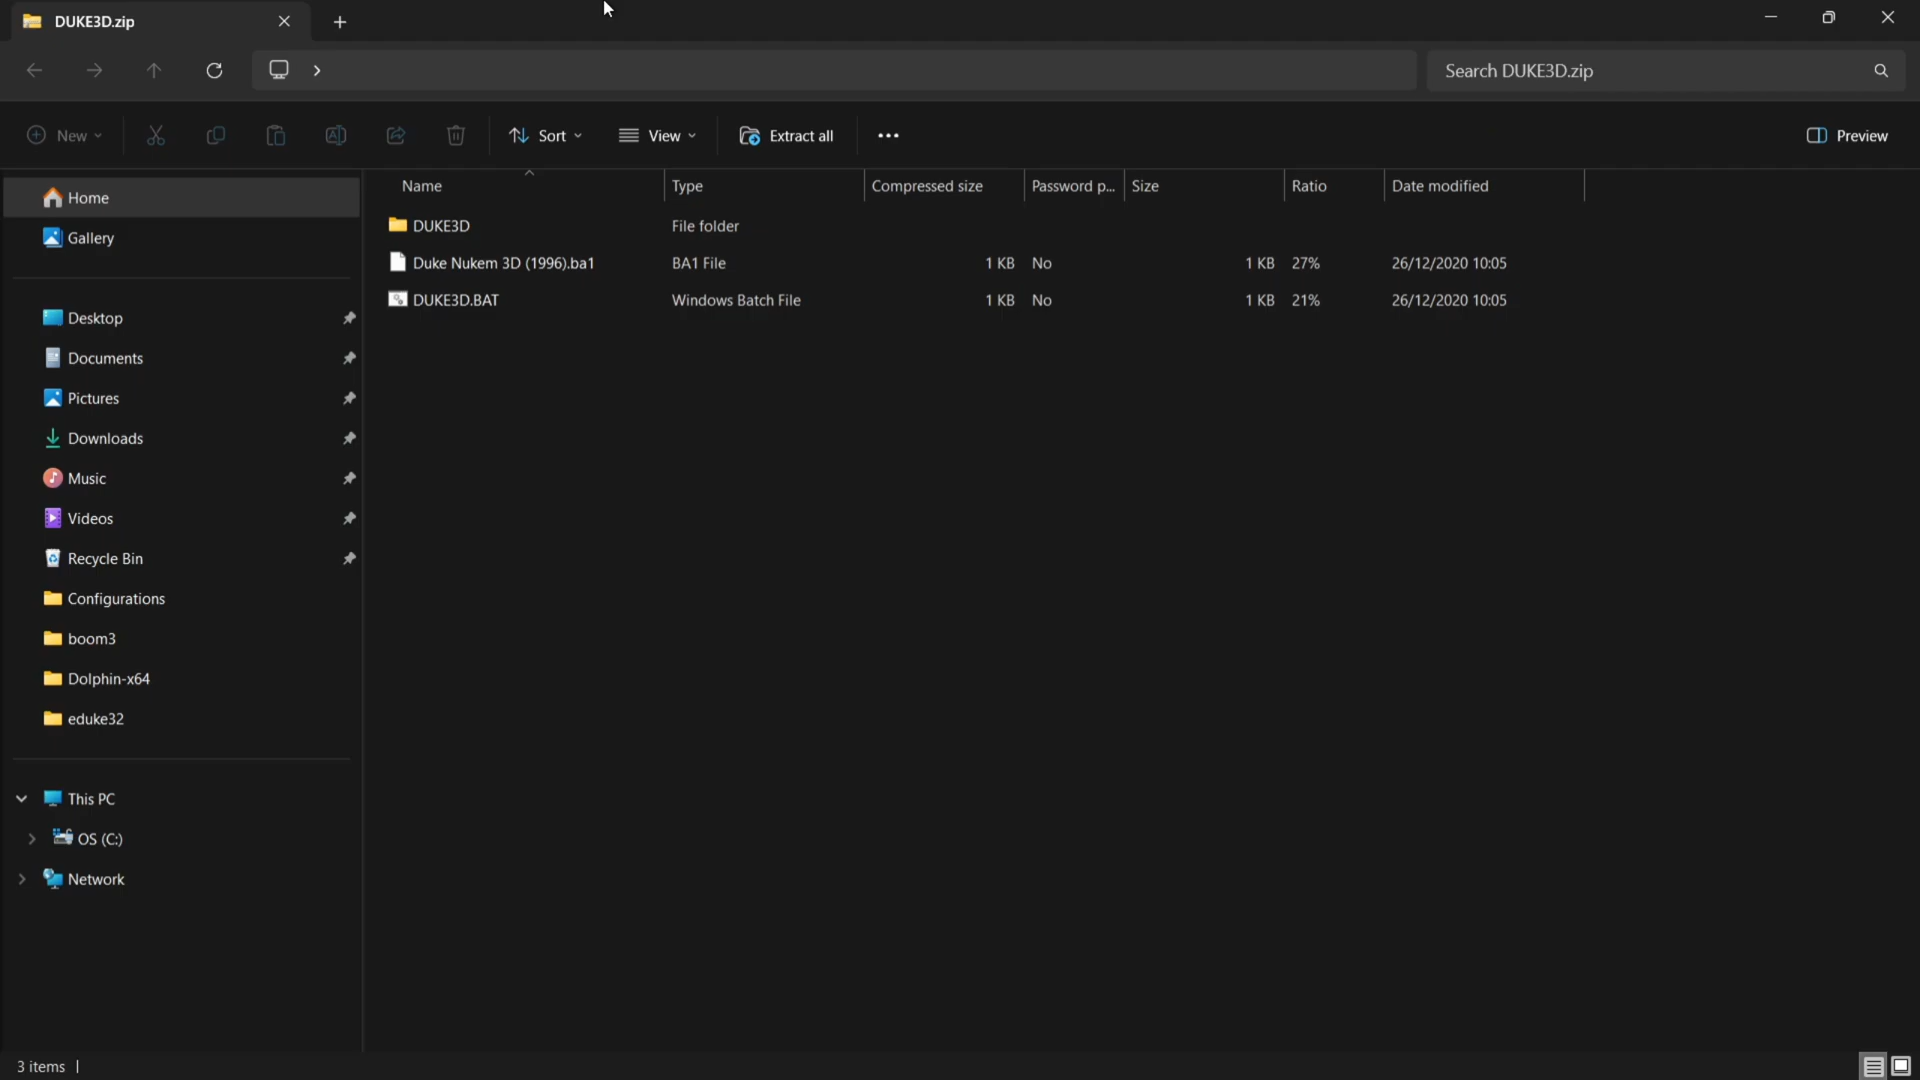 DUKE3D.zip
Search DUKE3D.zip
New
Sort
View
Extract all
Preview
Home
Gallery
Desktop
Documents
Pictures
Downloads
Music
Videos
Recycle Bin
Configurations
boom3
Dolphin-x64
eduke32
This PC
OS (C:)
Network
Name Type Compressed size Password p... Size Ratio Date modified
DUKE3D File folder
Duke Nukem 3D (1996).ba1 BA1 File 1 KB No 1 KB 27% 26/12/2020 10:05
DUKE3D.BAT Windows Batch File 1 KB No 1 KB 21% 26/12/2020 10:05
3 items